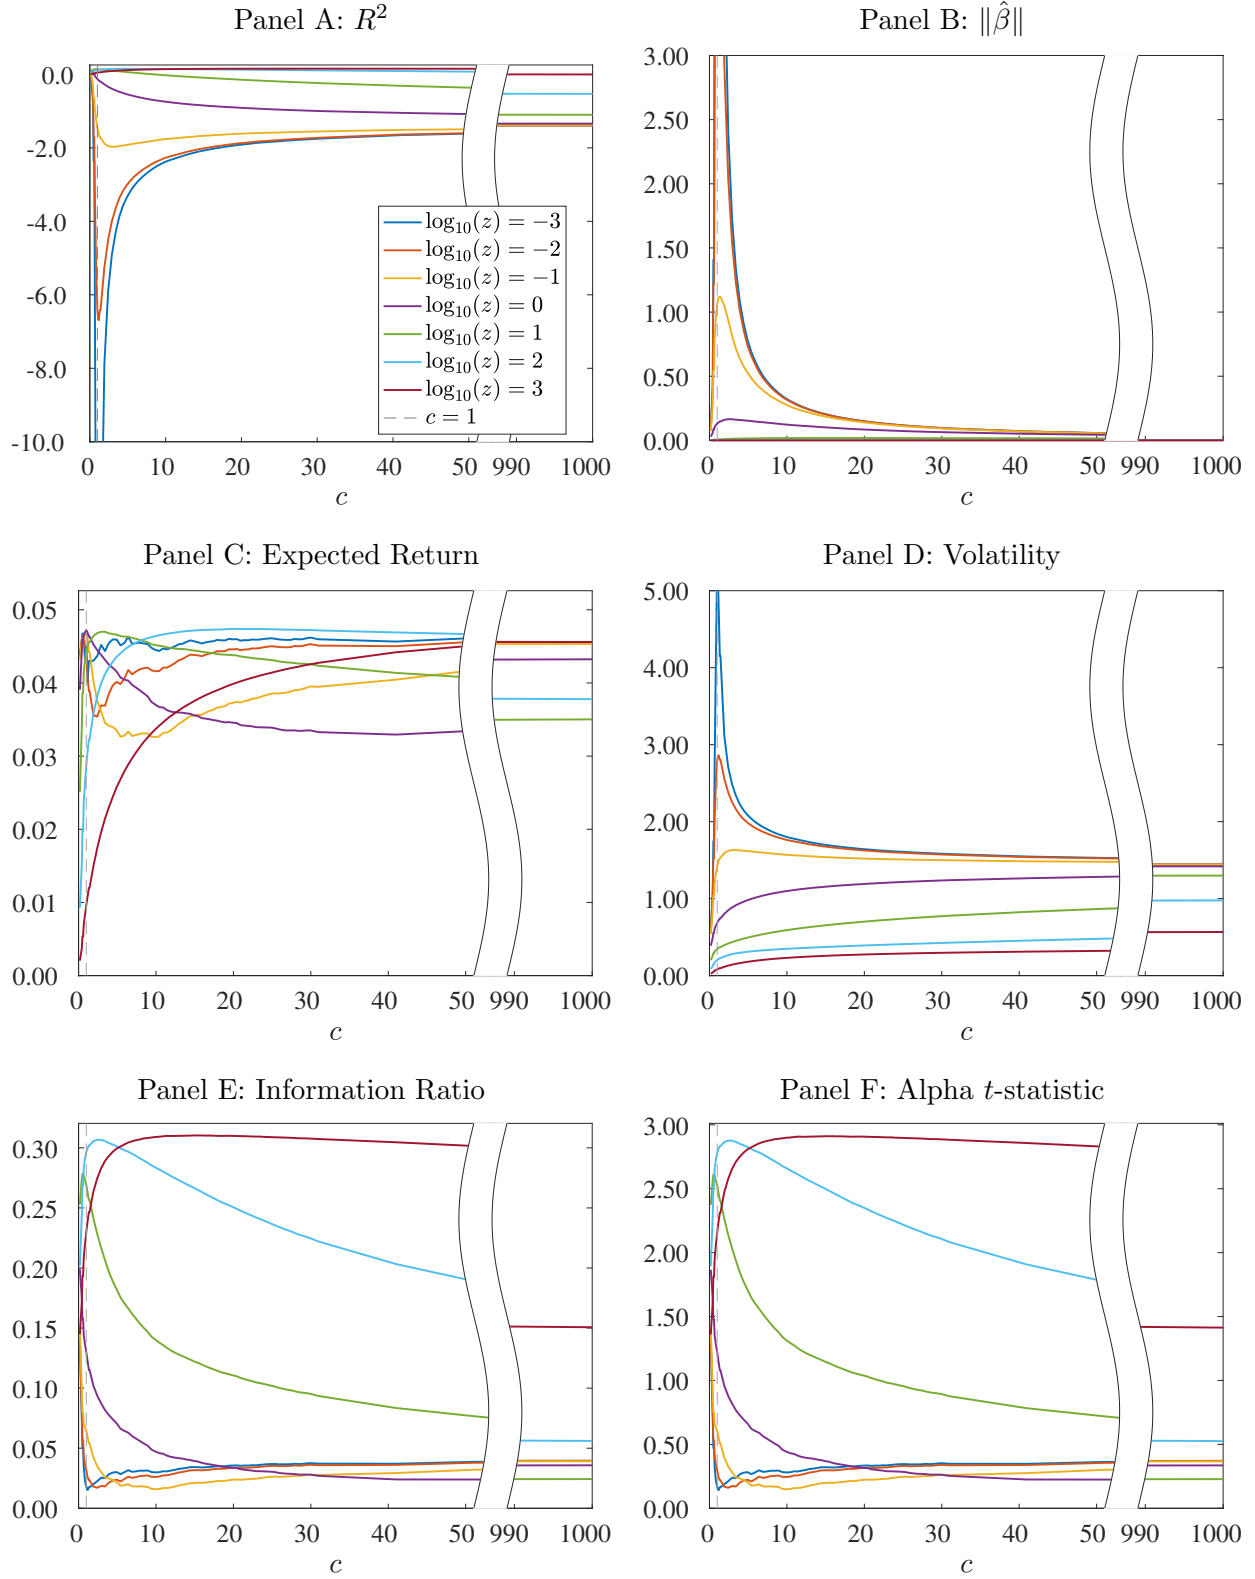 Panel A: R²
0.0
-2.0
-4.0
-6.0
-8.0
-10.0
0 10 20 30 40 50 990 1000
c
log₁₀(z) = −3
log₁₀(z) = −2
log₁₀(z) = −1
log₁₀(z) = 0
log₁₀(z) = 1
log₁₀(z) = 2
log₁₀(z) = 3
c = 1
Panel B: ‖β̂‖
3.00
2.50
2.00
1.50
1.00
0.50
0.00
0 10 20 30 40 50 990 1000
c
Panel C: Expected Return
0.05
0.04
0.03
0.02
0.01
0.00
0 10 20 30 40 50 990 1000
c
Panel D: Volatility
5.00
4.00
3.00
2.00
1.00
0.00
0 10 20 30 40 50 990 1000
c
Panel E: Information Ratio
0.30
0.25
0.20
0.15
0.10
0.05
0.00
0 10 20 30 40 50 990 1000
c
Panel F: Alpha t-statistic
3.00
2.50
2.00
1.50
1.00
0.50
0.00
0 10 20 30 40 50 990 1000
c